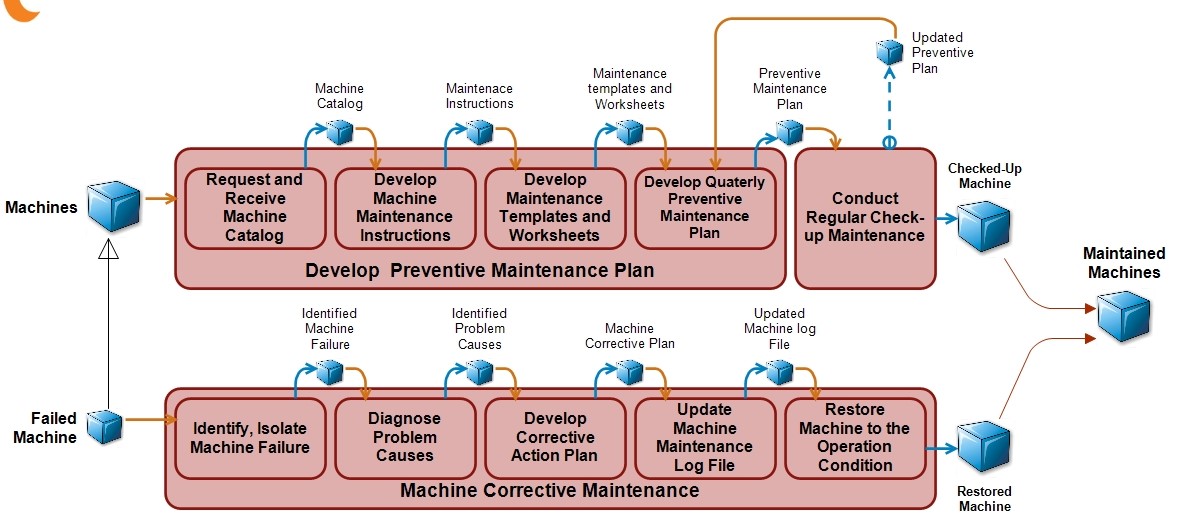 Updated
Preventive
Plan
Machine
Catalog
Maintenace
Instructions
Maintenance
templates and
Worksheets
Preventive
Maintenance
Plan
Machines
Request and
Receive
Machine
Catalog
Develop
Machine
Maintenance
Instructions
Develop
Maintenance
Templates and
Worksheets
Develop Quaterly
Preventive
Maintenance
Plan
Develop Preventive Maintenance Plan
Conduct
Regular Check-
up Maintenance
Checked-Up
Machine
Maintained
Machines
Identified
Machine
Failure
Identified
Problem
Causes
Machine
Corrective Plan
Updated
Machine log
File
Failed
Machine
Identify, Isolate
Machine Failure
Diagnose
Problem
Causes
Develop
Corrective
Action Plan
Update
Machine
Maintenance
Log File
Restore
Machine to the
Operation
Condition
Machine Corrective Maintenance
Restored
Machine